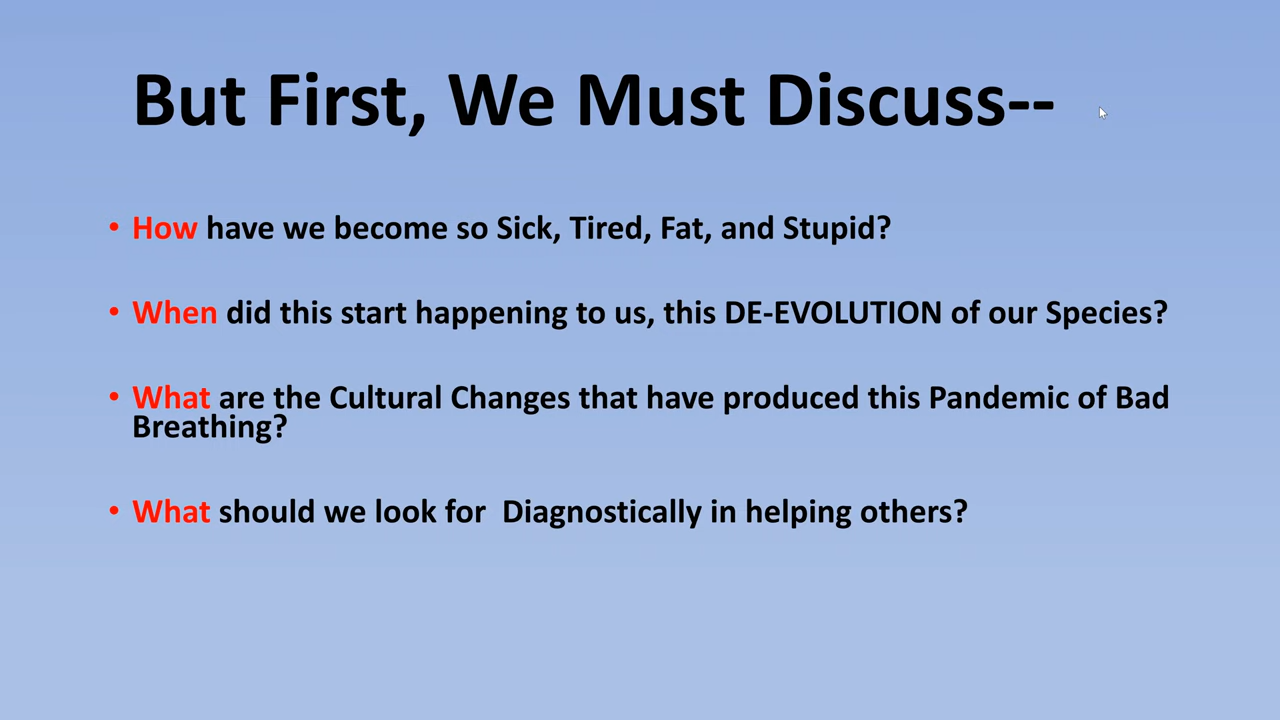 But First, We Must Discuss--
• How have we become so Sick, Tired, Fat, and Stupid?
• When did this start happening to us, this DE-EVOLUTION of our Species?
• What are the Cultural Changes that have produced this Pandemic of Bad
Breathing?
• What should we look for  Diagnostically in helping others?